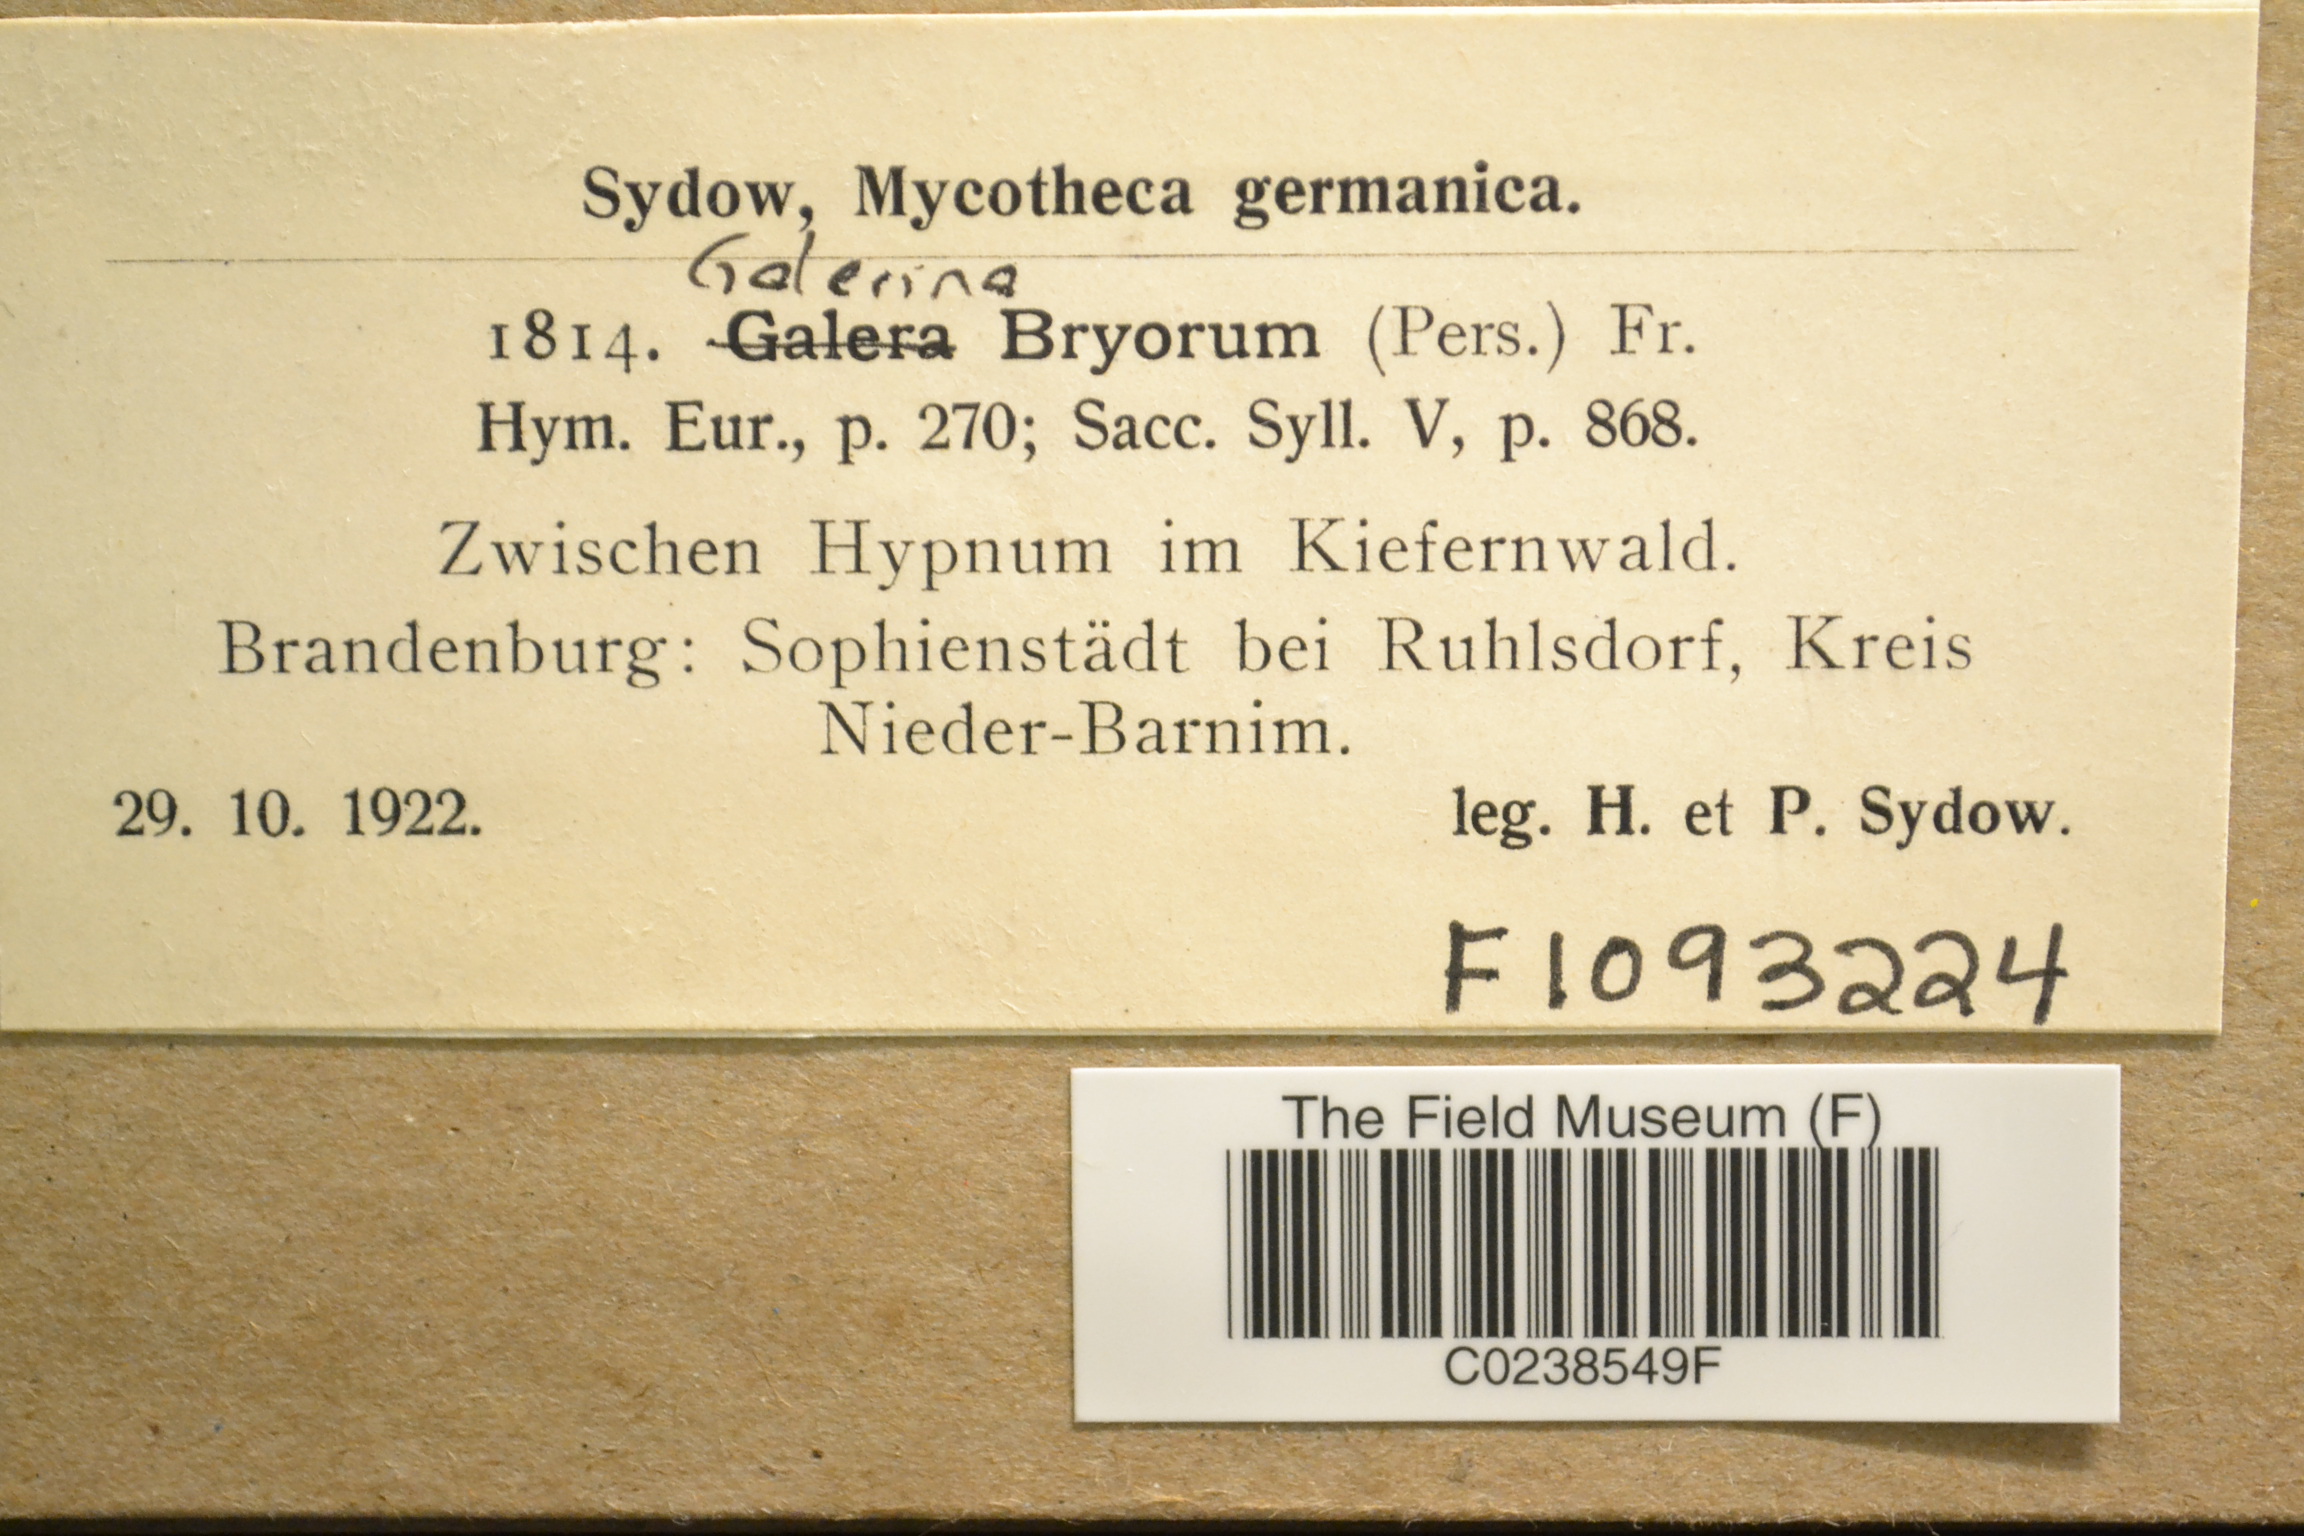 Sydow, Mycotheca germanica.
Galerina
1814. Galera Bryorum (Pers.) Fr.
Hym. Eur., p. 270; Sacc. Syll. V, p. 868.
Zwischen Hypnum im Kiefernwald.
Brandenburg: Sophienstädt bei Ruhlsdorf, Kreis
Nieder-Barnim.
29. 10. 1922. leg. H. et P. Sydow.
F1093224
The Field Museum (F)
C0238549F